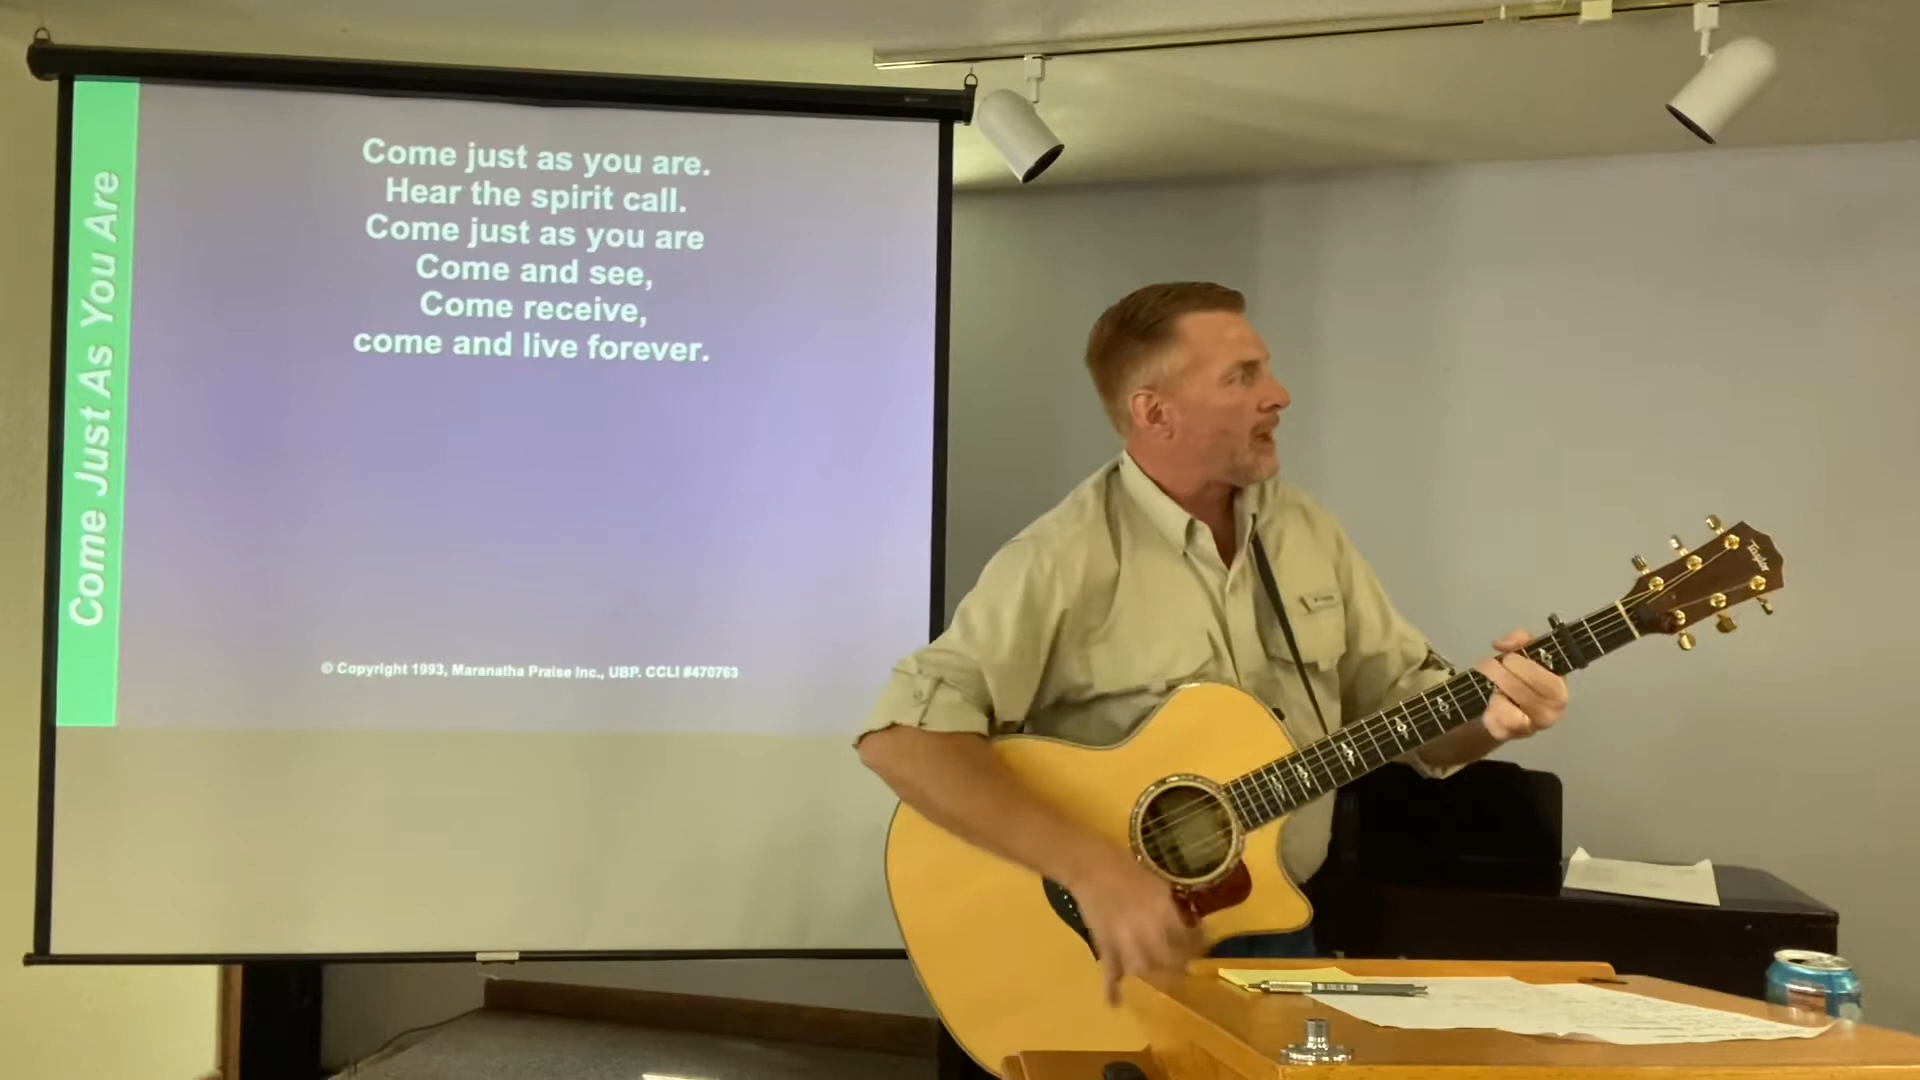 Come Just As You Are
Come just as you are.
Hear the spirit call.
Come just as you are
Come and see,
Come receive,
come and live forever.
© Copyright 1993, Maranatha Praise Inc., UBP. CCLI #470763
Taylor